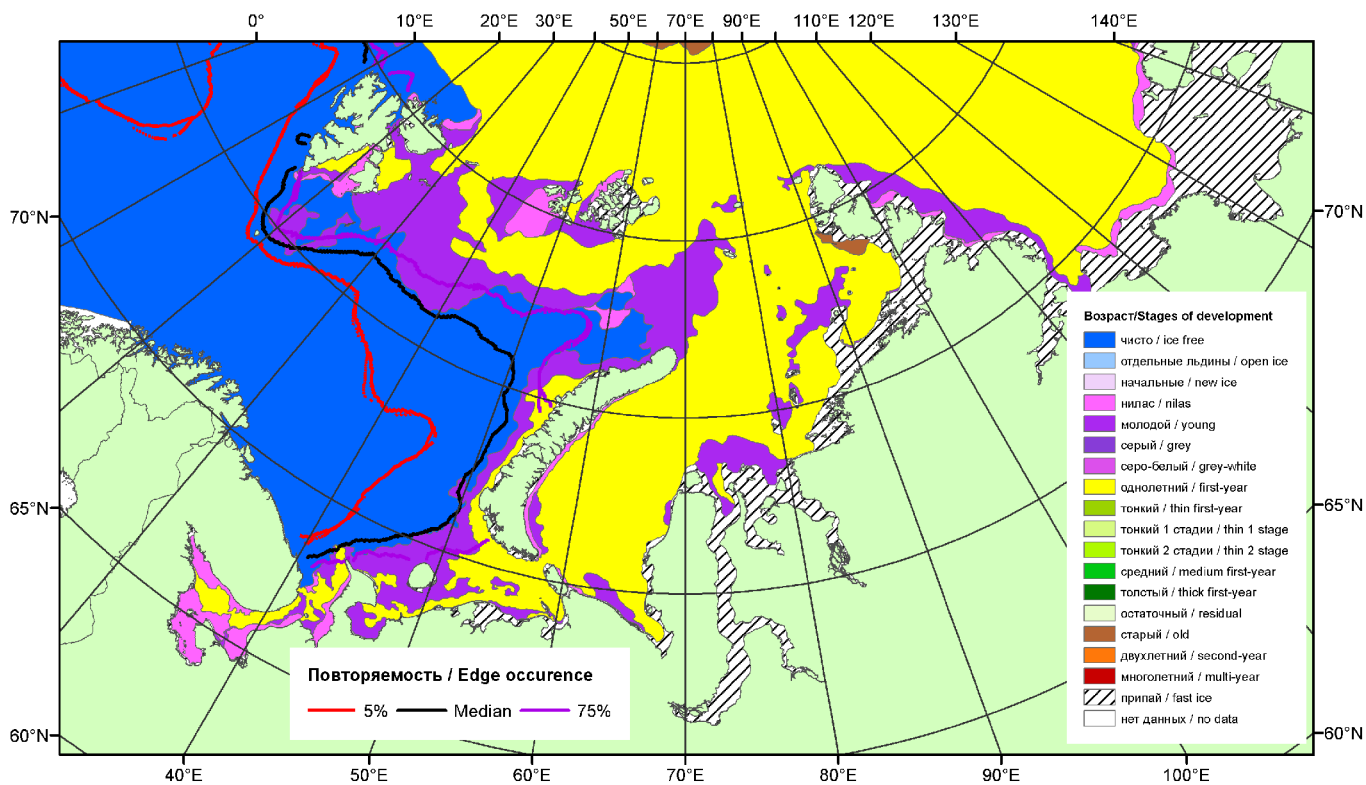 0° 10°E 20°E 30°E 50°E 70°E 90°E 110°E 120°E 130°E 140°E
70°N 70°N
Возраст/Stages of development
чисто / ice free
отдельные льдины / open ice
начальные / new ice
нилас / nilas
молодой / young
серый / grey
серо-белый / grey-white
однолетний / first-year
65°N 65°N
тонкий / thin first-year
тонкий 1 стадии / thin 1 stage
тонкий 2 стадии / thin 2 stage
средний / medium first-year
толстый / thick first-year
остаточный / residual
старый / old
двухлетний / second-year
многолетний / multi-year
припай / fast ice
нет данных / no data
Повторяемость / Edge occurence
5% Median 75%
60°N 60°N
40°E 50°E 60°E 70°E 80°E 90°E 100°E